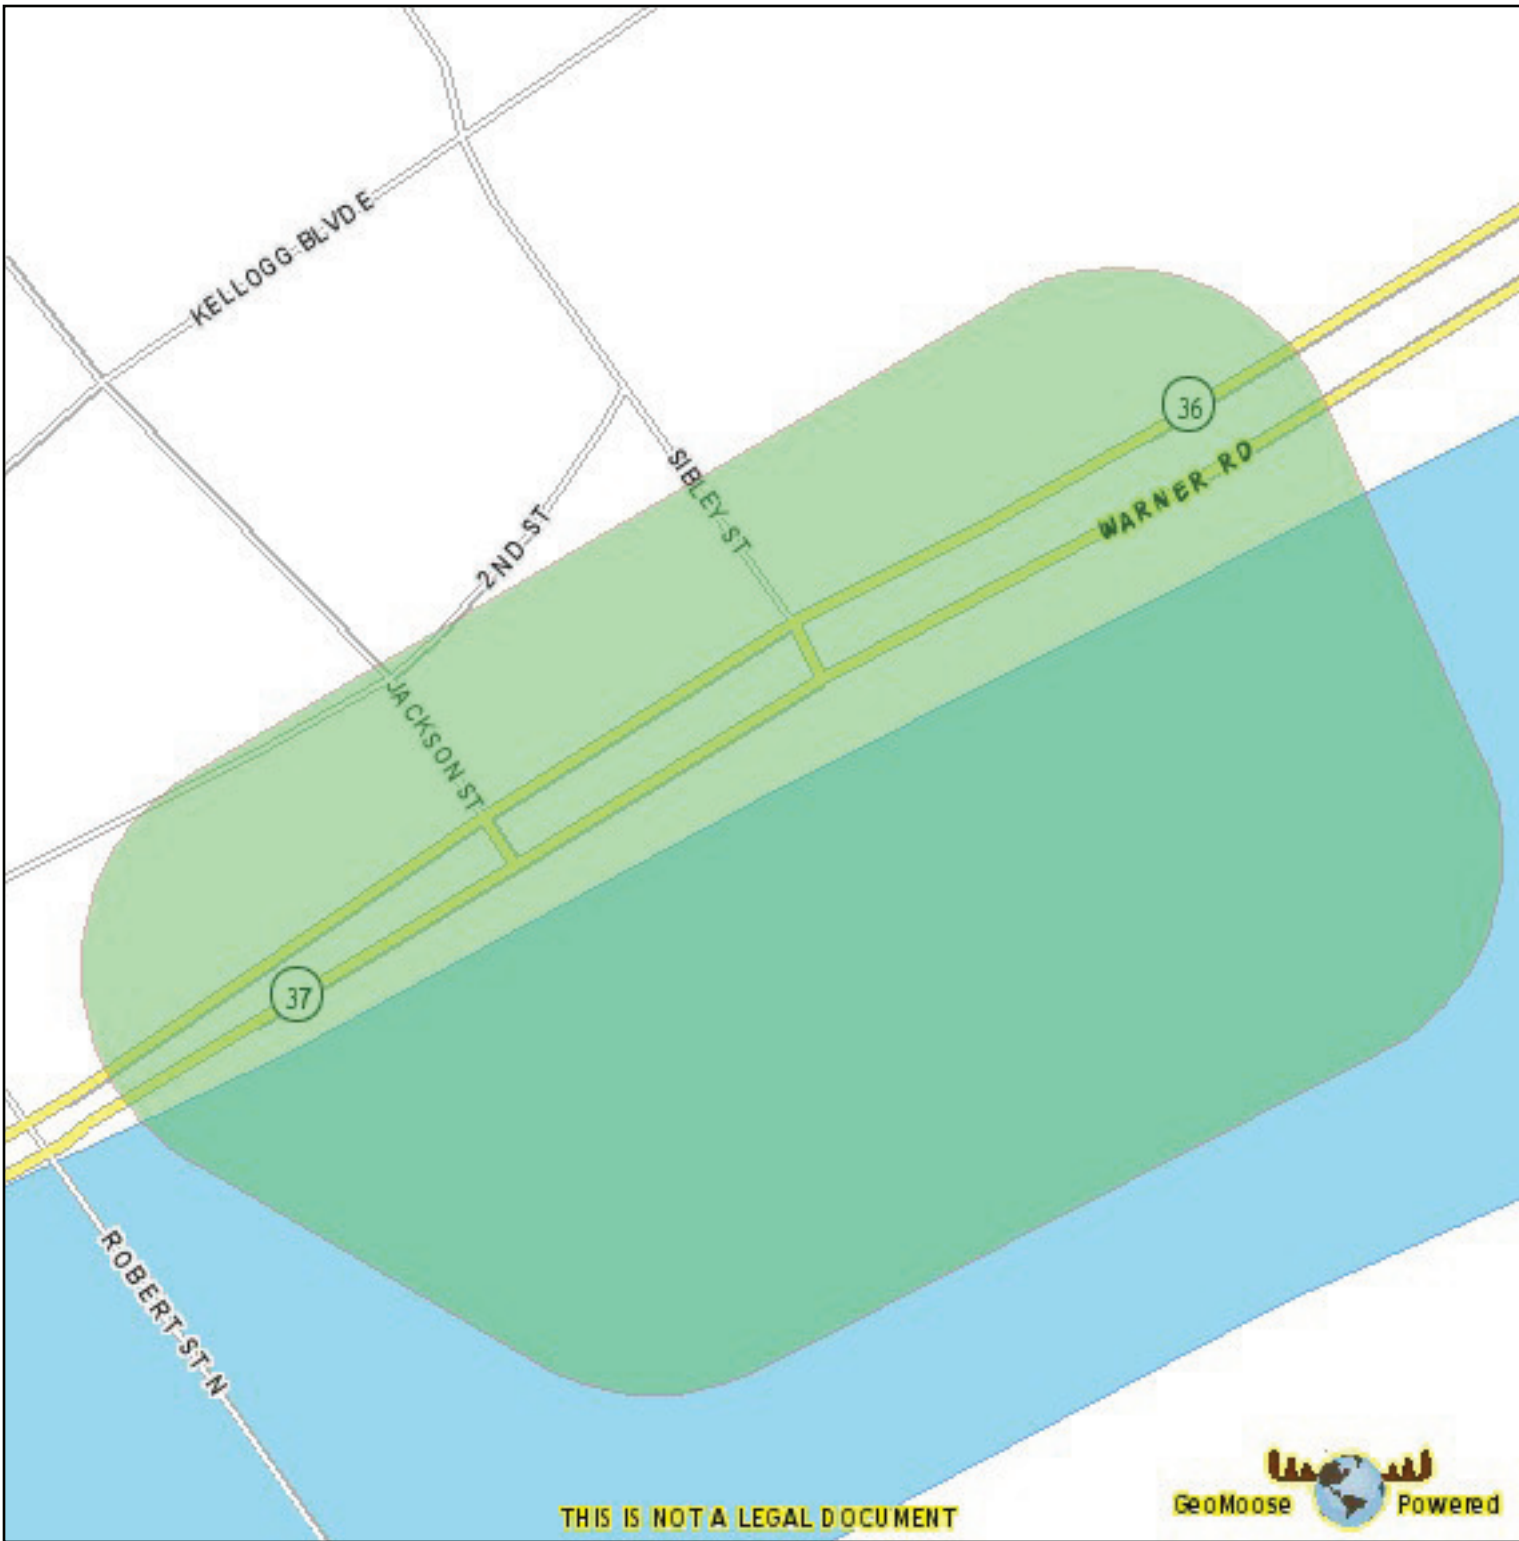 KELLOGG BLVD E
36
SIBLEY ST
WARNER RD
2ND ST
JACKSON ST
37
ROBERT ST N
THIS IS NOT A LEGAL DOCUMENT
GeoMoose Powered